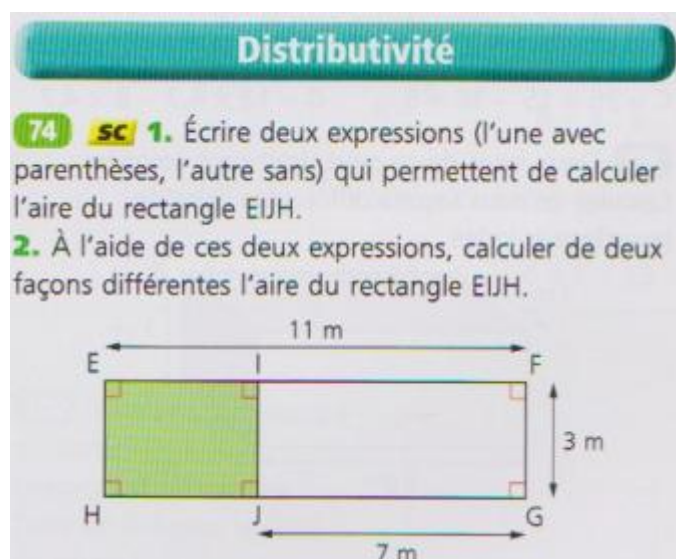 Distributivité
74 SC 1. Écrire deux expressions (l'une avec
parenthèses, l'autre sans) qui permettent de calculer
l'aire du rectangle EIJH.
2. À l'aide de ces deux expressions, calculer de deux
façons différentes l'aire du rectangle EIJH.
11 m
E I F
3 m
H J G
7 m